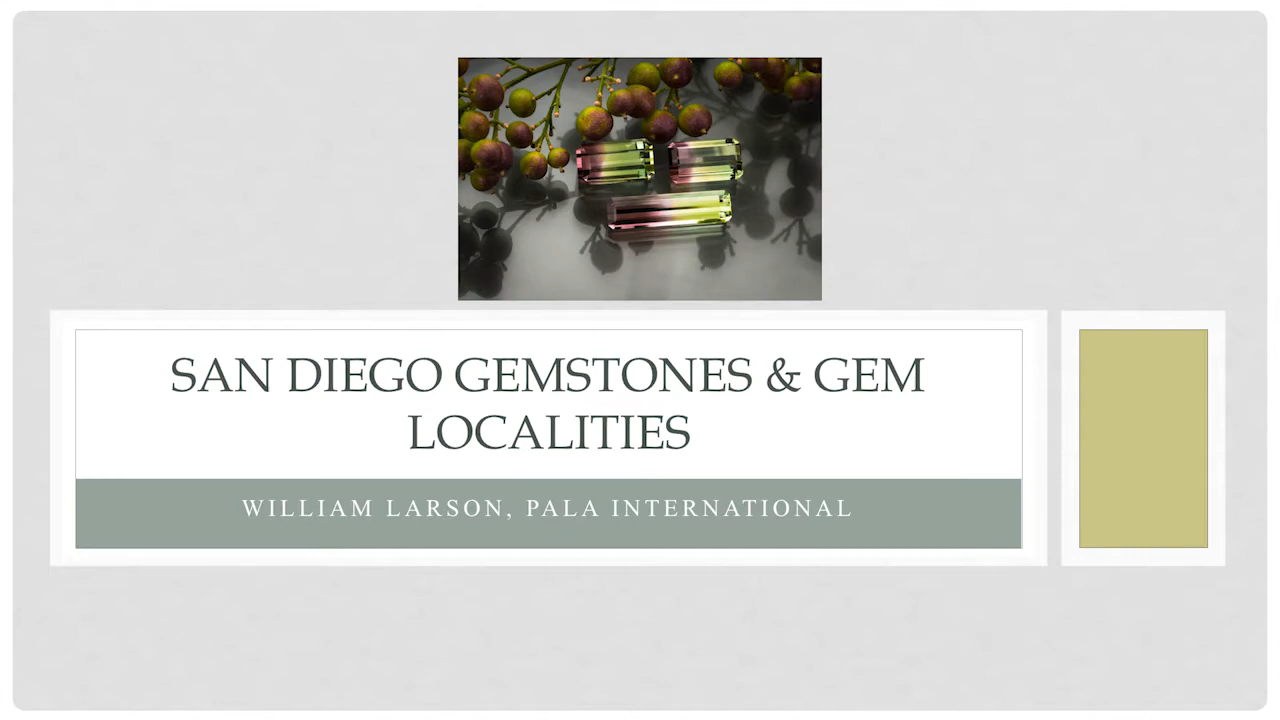 SAN DIEGO GEMSTONES & GEM
LOCALITIES
WILLIAM LARSON, PALA INTERNATIONAL